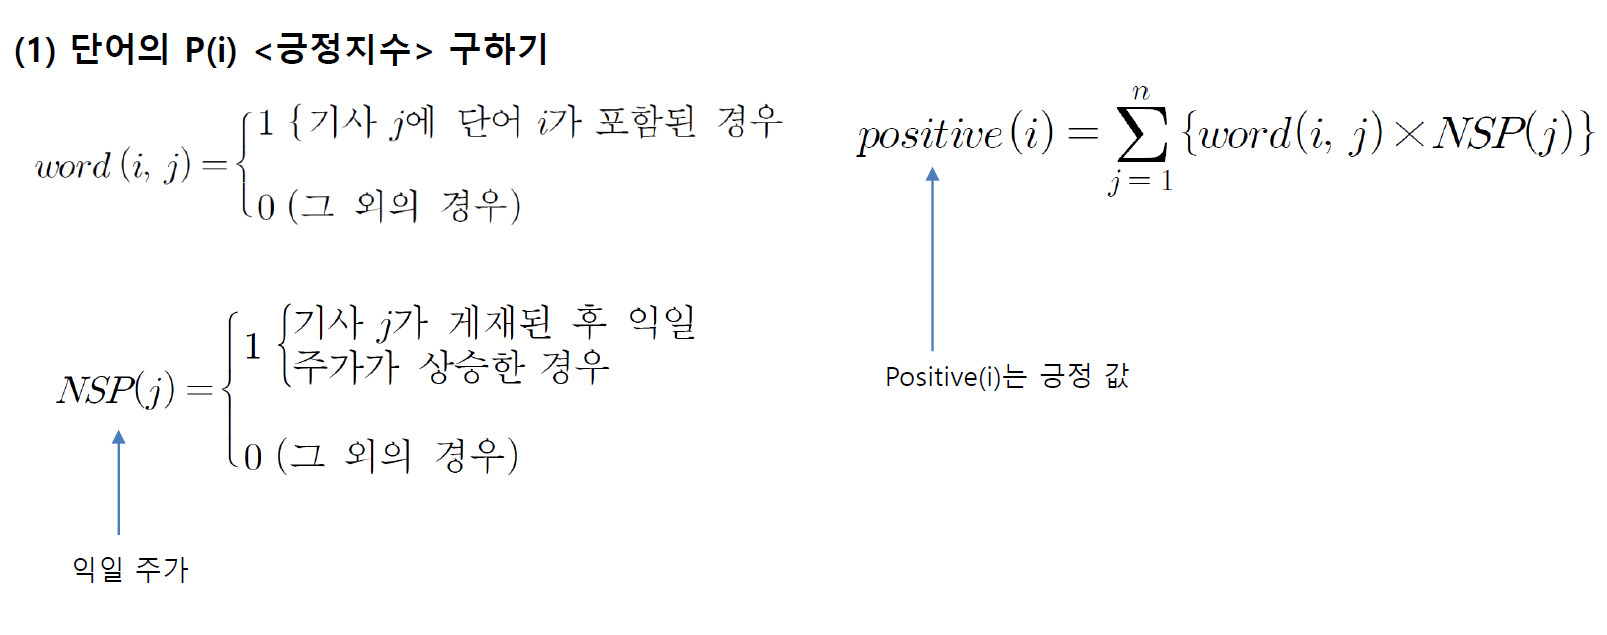 (1) 단어의 P(i) <긍정지수> 구하기
word (i, j) = { 1 {기사 j에 단어 i가 포함된 경우
0 (그 외의 경우)
NSP(j) = { 1 {기사 j가 게재된 후 익일
주가가 상승한 경우
0 (그 외의 경우)
익일 주가
positive(i) = ∑ {word(i, j)×NSP(j)}
n
j = 1
Positive(i)는 긍정 값